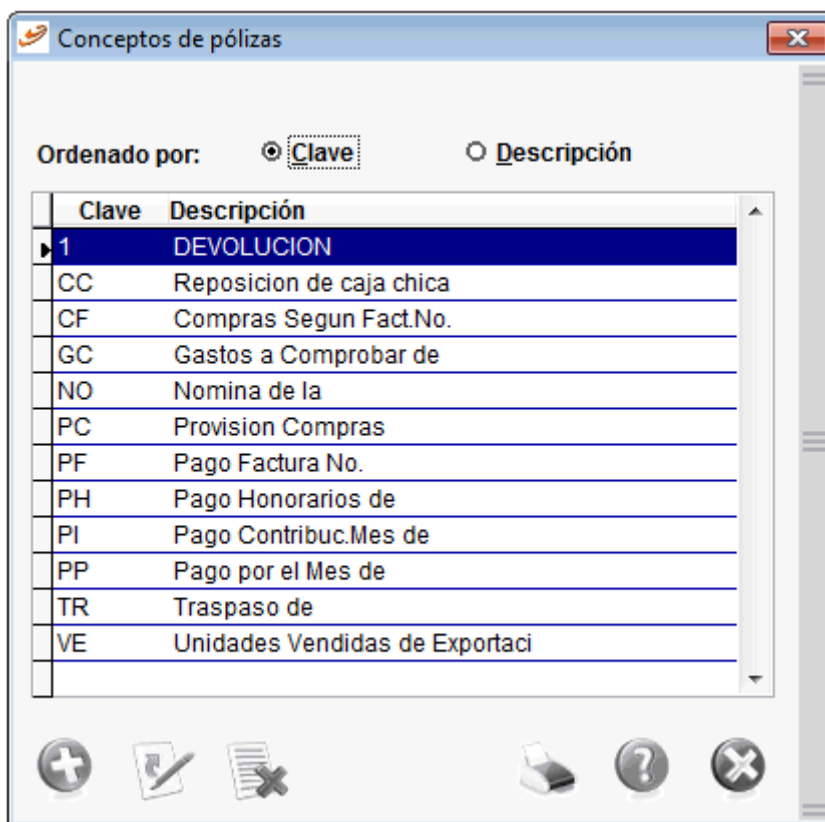 Conceptos de pólizas
Ordenado por: Clave Descripción
Clave Descripción
1 DEVOLUCION
CC Reposicion de caja chica
CF Compras Segun Fact.No.
GC Gastos a Comprobar de
NO Nomina de la
PC Provision Compras
PF Pago Factura No.
PH Pago Honorarios de
PI Pago Contribuc.Mes de
PP Pago por el Mes de
TR Traspaso de
VE Unidades Vendidas de Exportaci